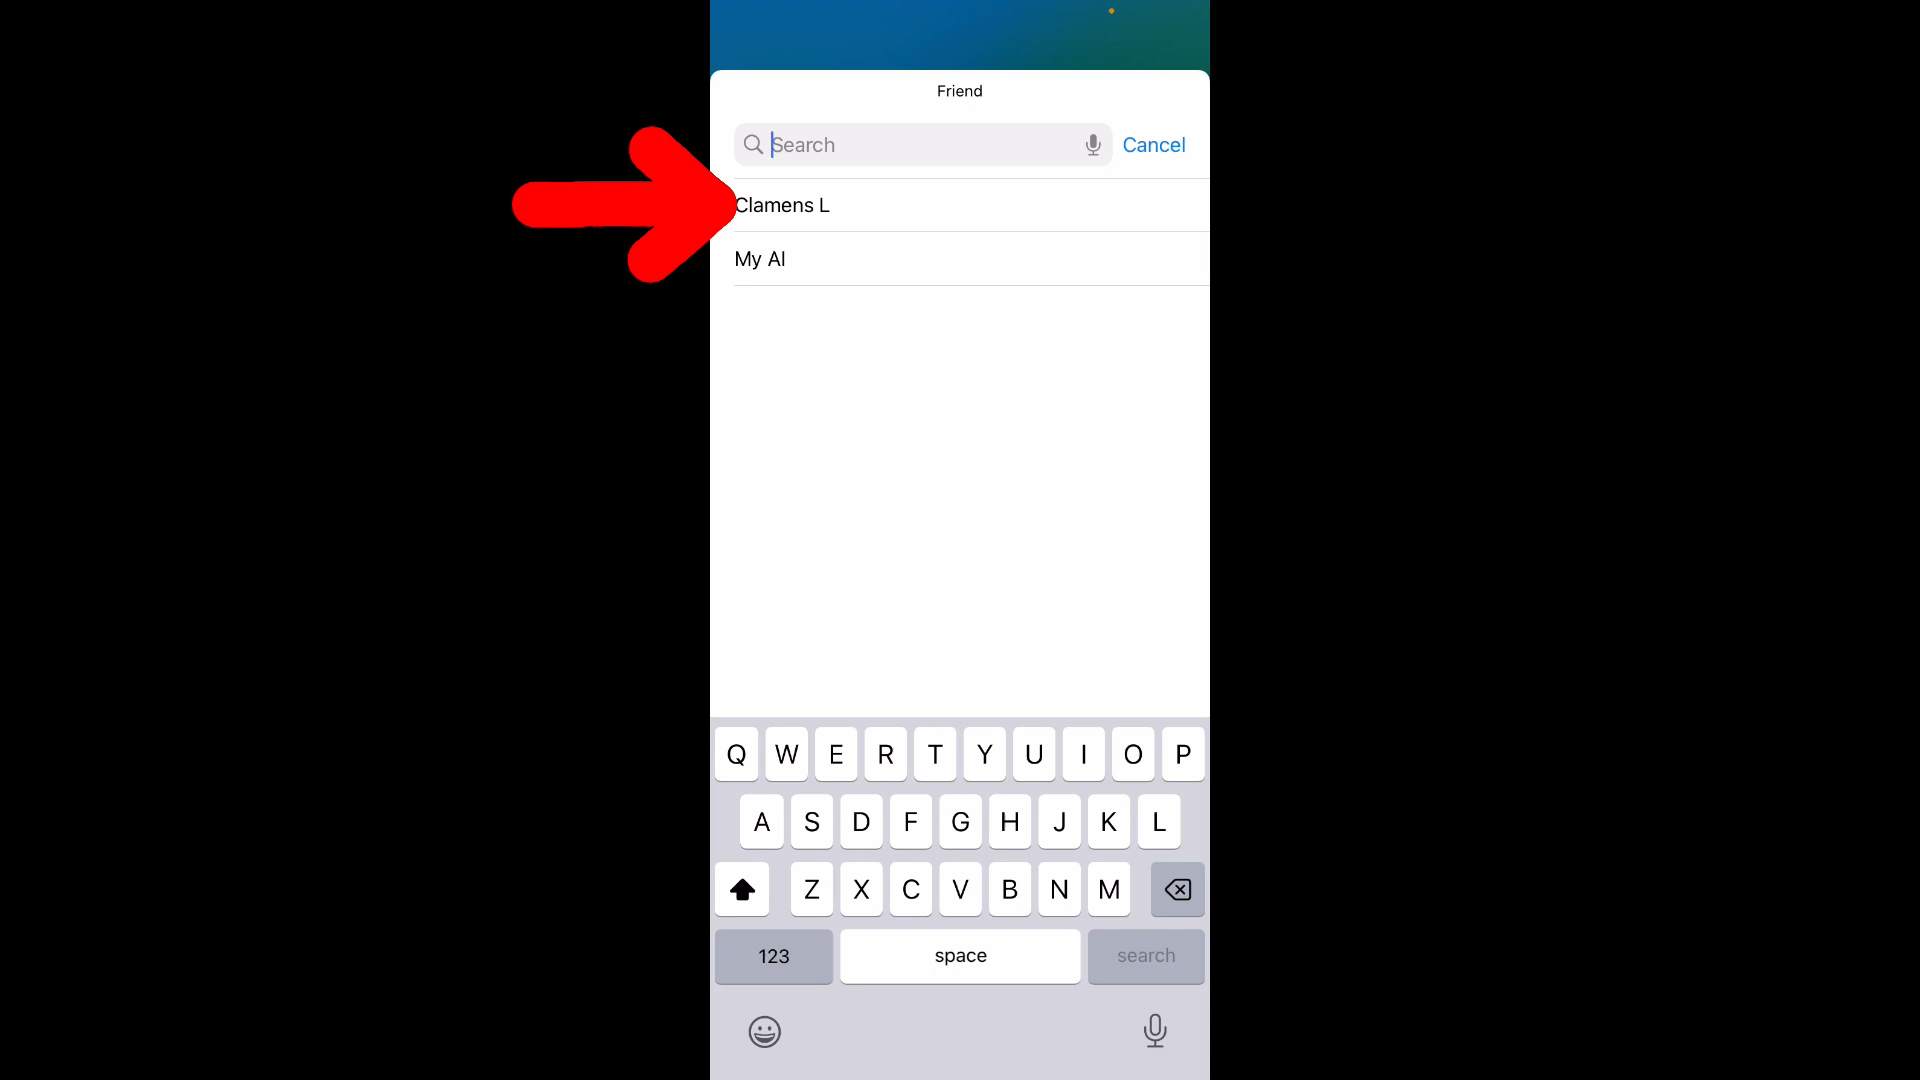 Friend
Search
Cancel
Clamens L
My AI
Q W E R T Y U I O P
A S D F G H J K L
Z X C V B N M
123 space search